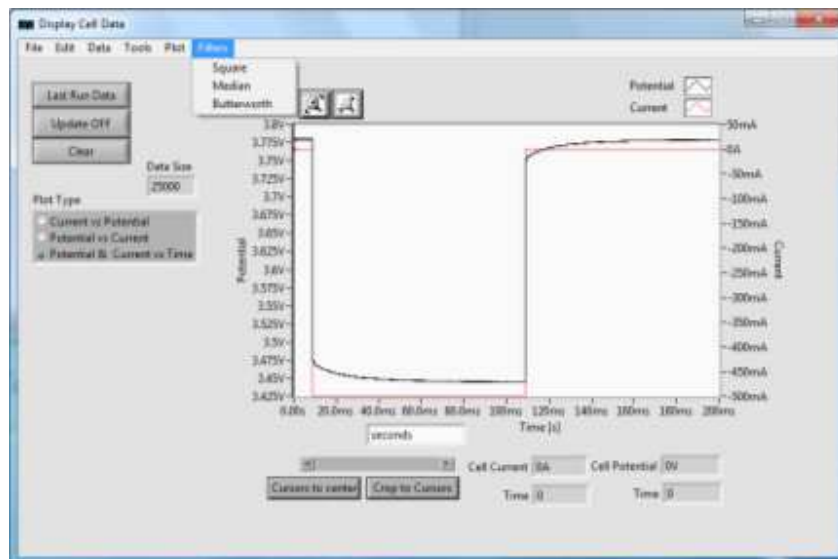 Display Cell Data
File Edit Data Tools Plot Filters
Square
Median
Butterworth
Last Run Data
Update OFF
Clear
Data Size
25000
Plot Type
Current vs Potential
Potential vs Current
Potential & Current vs Time
Potential
Current
3.8V
3.775V
3.75V
3.725V
3.7V
3.675V
3.65V
3.625V
3.6V
3.575V
3.55V
3.525V
3.5V
3.475V
3.45V
3.425V
Potential
50mA
0A
-50mA
-100mA
-150mA
-200mA
-250mA
-300mA
-350mA
-400mA
-450mA
-500mA
Current
0.00s 20.0ms 40.0ms 60.0ms 80.0ms 100ms 120ms 140ms 160ms 180ms 200ms
Time [s]
seconds
Cursors to center Crop to Cursors
Cell Current 0A Cell Potential 0V
Time 0 Time 0